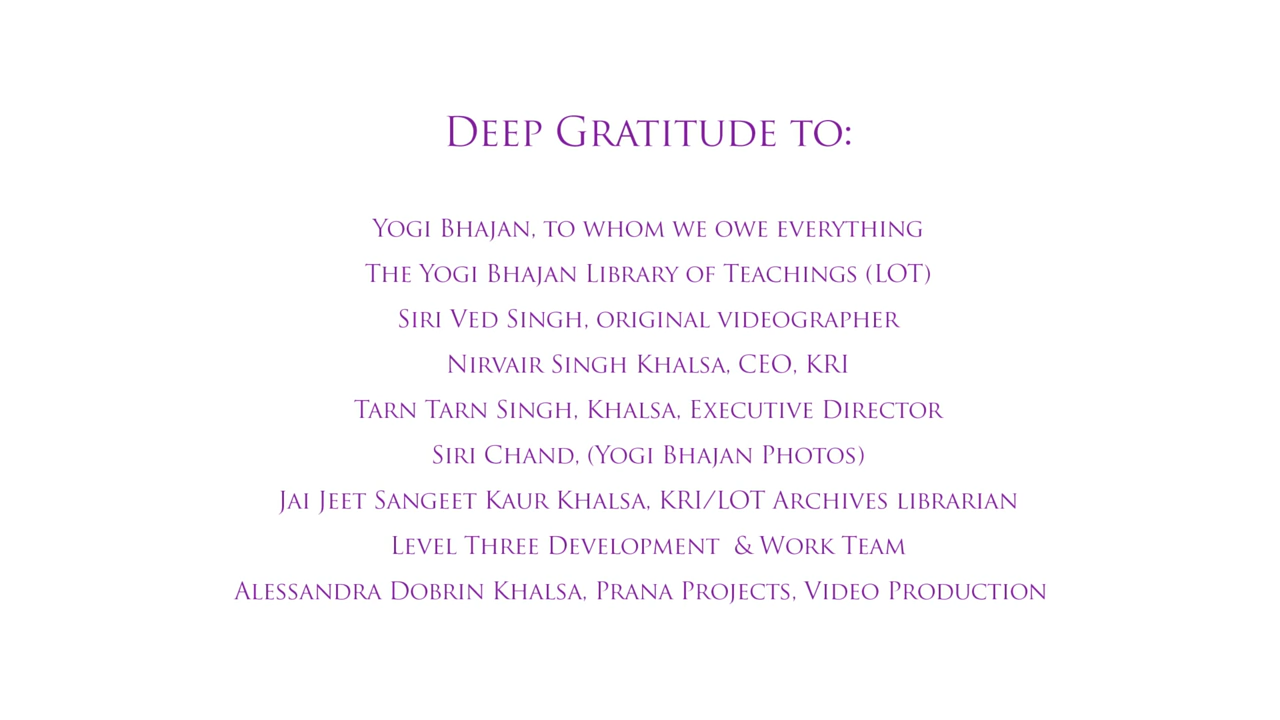 Deep Gratitude to:
Yogi Bhajan, to whom we owe everything
The Yogi Bhajan Library of Teachings (LOT)
Siri Ved Singh, original videographer
Nirvair Singh Khalsa, CEO, KRI
Tarn Tarn Singh, Khalsa, Executive Director
Siri Chand, (Yogi Bhajan Photos)
Jai Jeet Sangeet Kaur Khalsa, KRI/LOT Archives librarian
Level Three Development & Work Team
Alessandra Dobrin Khalsa, Prana Projects, Video Production